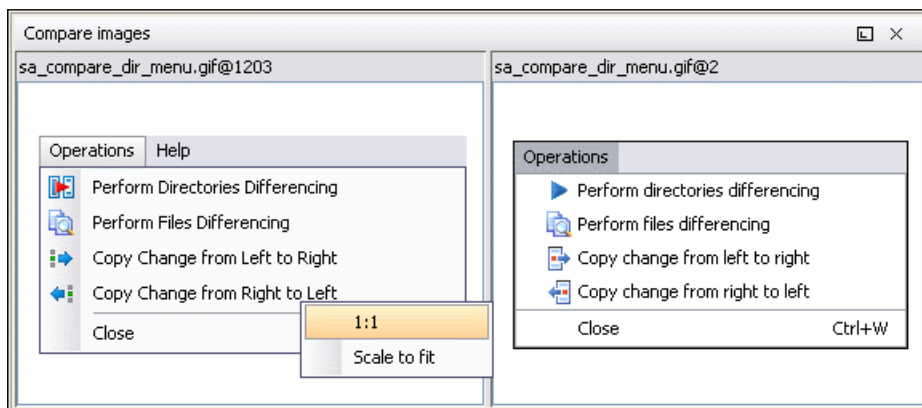 Compare images
sa_compare_dir_menu.gif@1203
Operations Help
Perform Directories Differencing
Perform Files Differencing
Copy Change from Left to Right
Copy Change from Right to Left
Close
1:1
Scale to fit
sa_compare_dir_menu.gif@2
Operations
Perform directories differencing
Perform files differencing
Copy change from left to right
Copy change from right to left
Close Ctrl+W